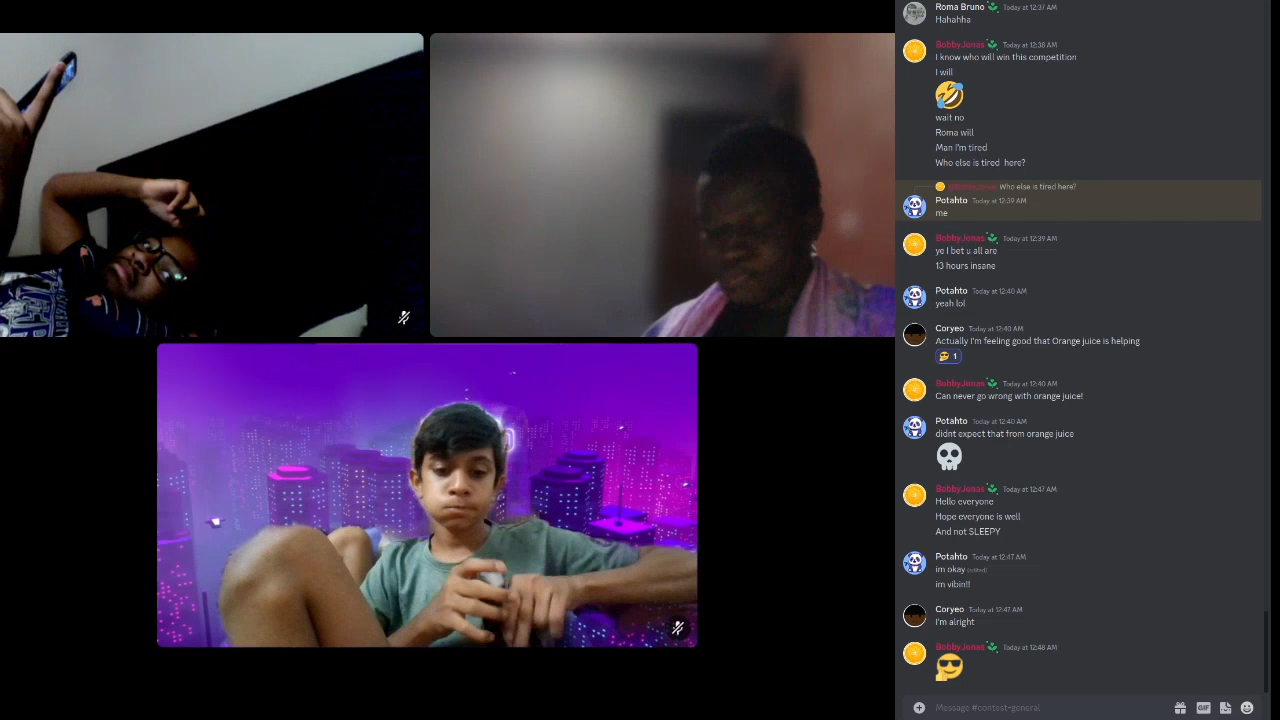 Roma Bruno Today at 12:37 AM
Hahahha
BobbyJonas Today at 12:38 AM
I know who will win this competition
I will
wait no
Roma will
Man I'm tired
Who else is tired here?
Who else is tired here?
Potahto Today at 12:39 AM
me
BobbyJonas Today at 12:39 AM
ye I bet u all are
13 hours insane
Potahto Today at 12:40 AM
yeah lol
Coryeo Today at 12:40 AM
Actually I'm feeling good that Orange juice is helping
1
BobbyJonas Today at 12:40 AM
Can never go wrong with orange juice!
Potahto Today at 12:40 AM
didnt expect that from orange juice
BobbyJonas Today at 12:47 AM
Hello everyone
Hope everyone is well
And not SLEEPY
Potahto Today at 12:47 AM
im okay (edited)
im vibin!!
Coryeo Today at 12:47 AM
I'm alright
BobbyJonas Today at 12:48 AM
Message #contest-general
GIF